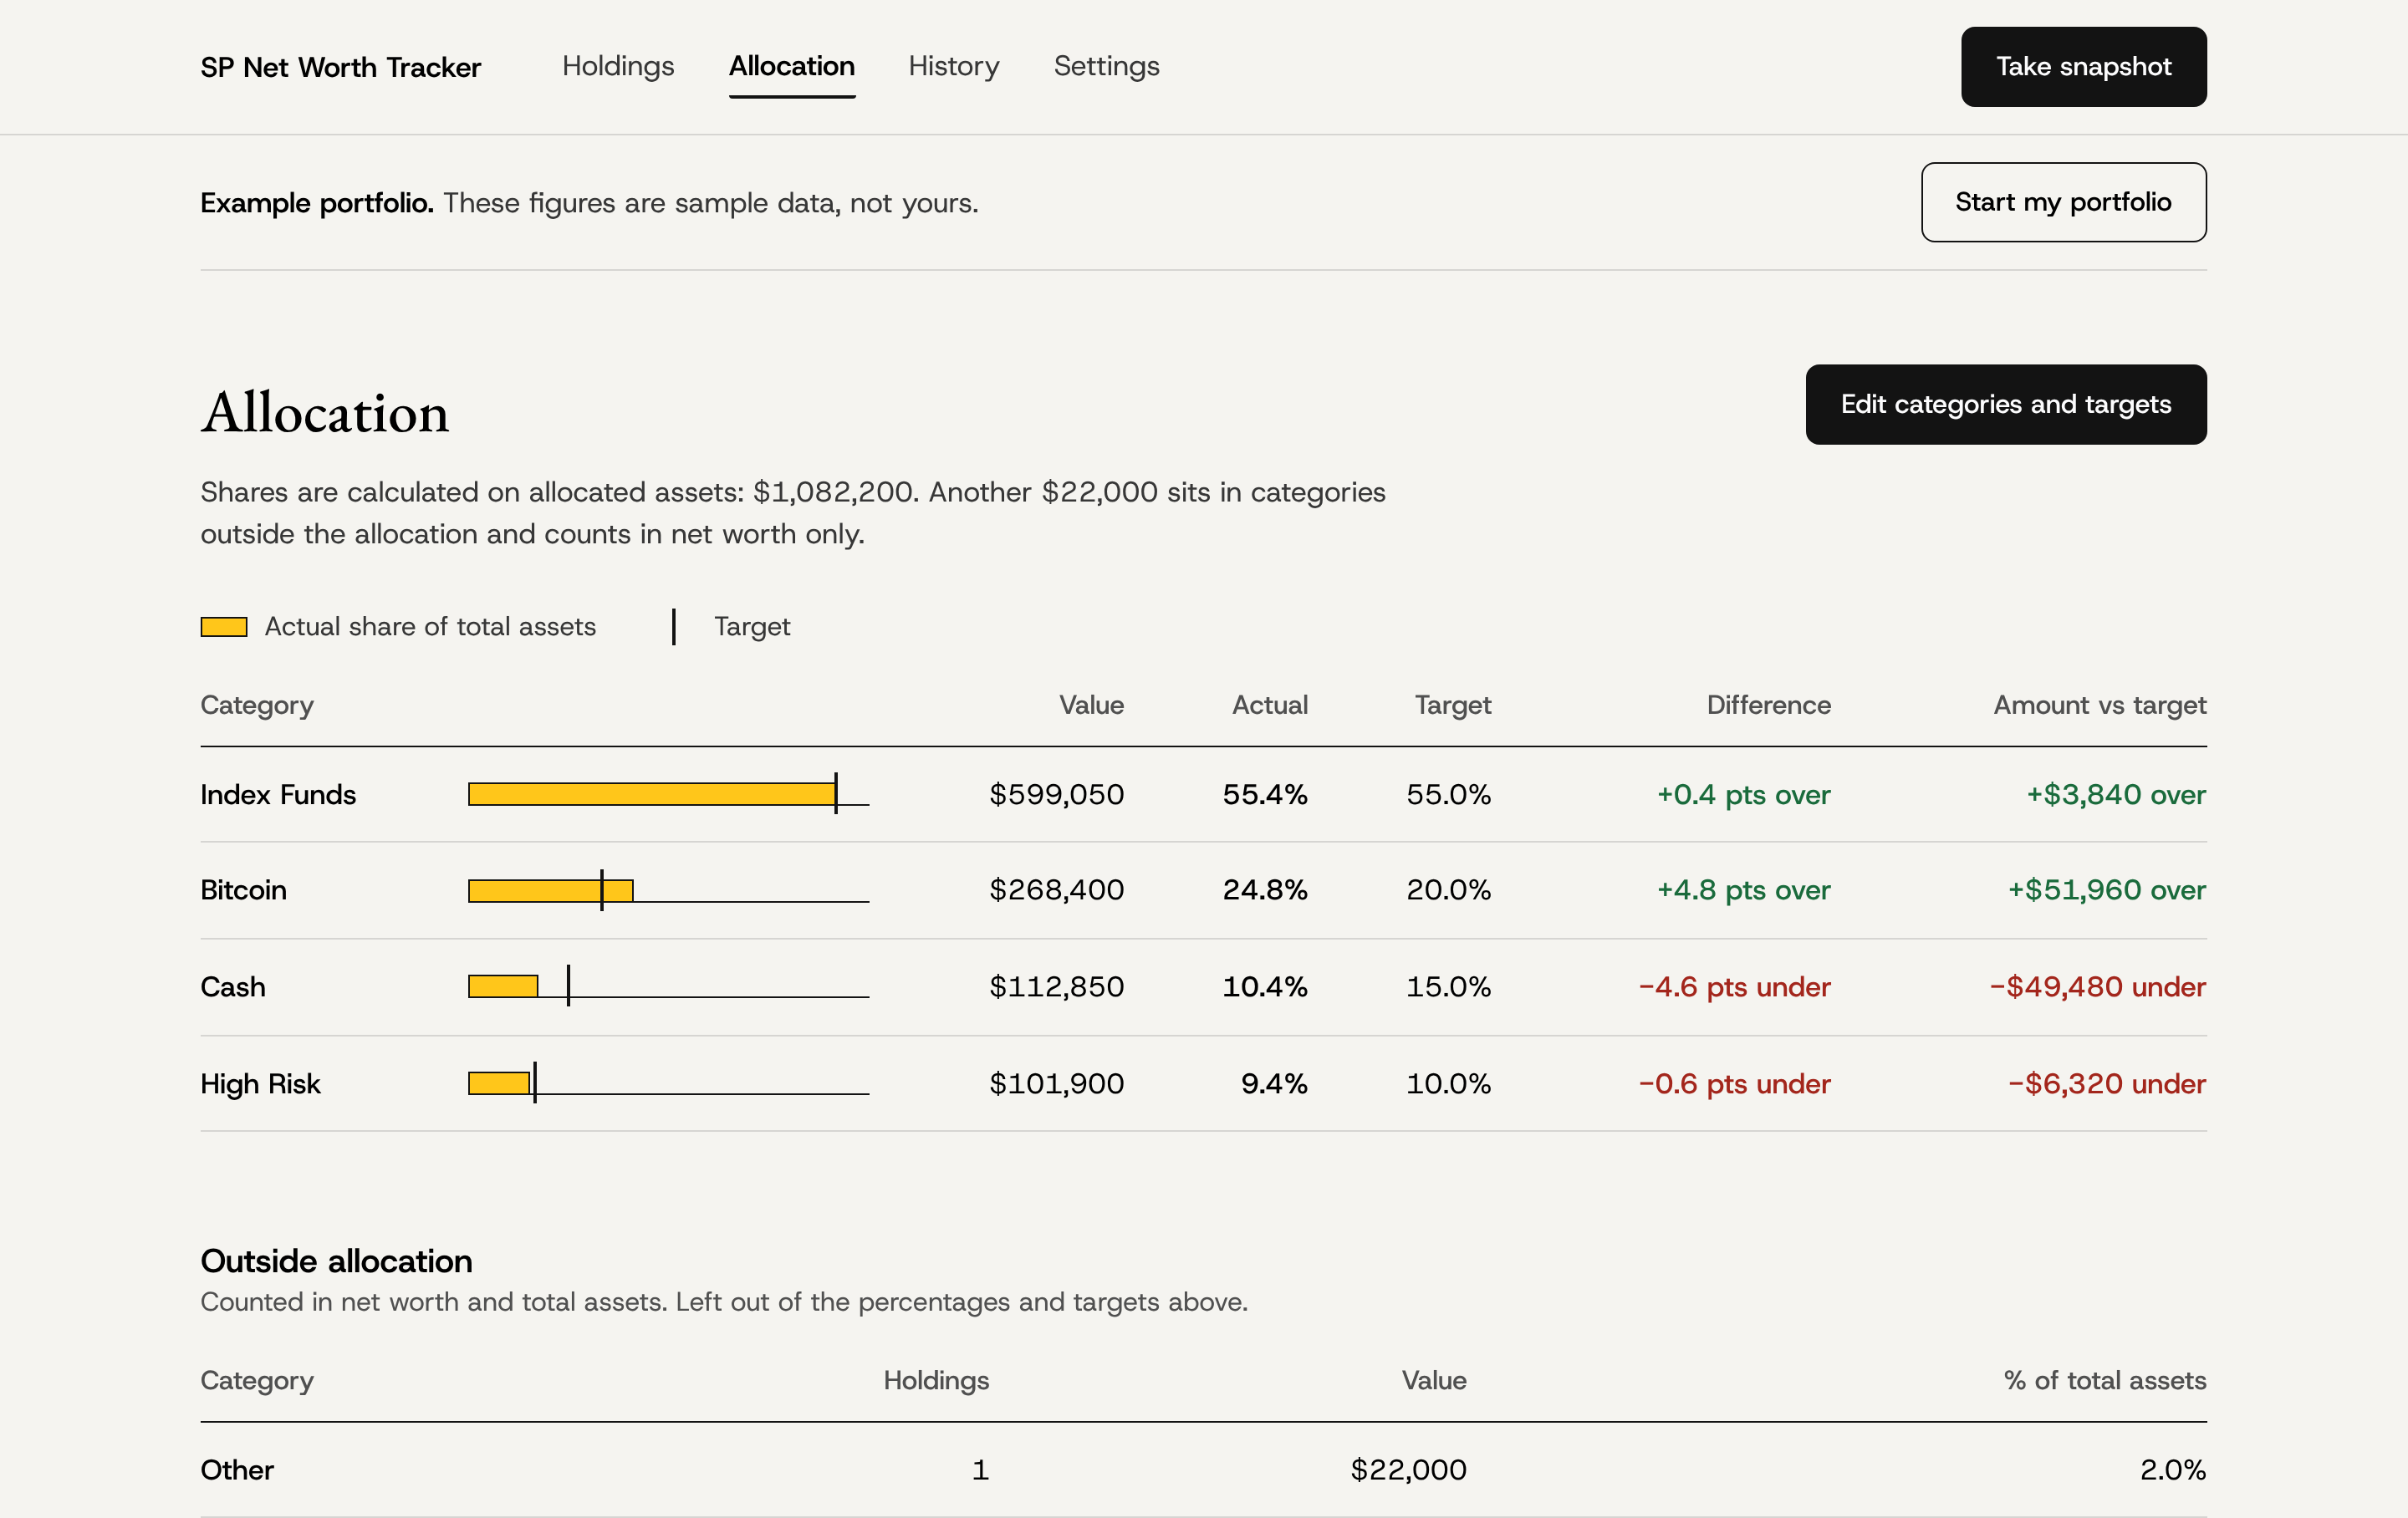 SP Net Worth Tracker Holdings Allocation History Settings Take snapshot
Example portfolio. These figures are sample data, not yours. Start my portfolio
Allocation Edit categories and targets
Shares are calculated on allocated assets: $1,082,200. Another $22,000 sits in categories
outside the allocation and counts in net worth only.
Actual share of total assets Target
Category Value Actual Target Difference Amount vs target
Index Funds $599,050 55.4% 55.0% +0.4 pts over +$3,840 over
Bitcoin $268,400 24.8% 20.0% +4.8 pts over +$51,960 over
Cash $112,850 10.4% 15.0% −4.6 pts under −$49,480 under
High Risk $101,900 9.4% 10.0% −0.6 pts under −$6,320 under
Outside allocation
Counted in net worth and total assets. Left out of the percentages and targets above.
Category Holdings Value % of total assets
Other 1 $22,000 2.0%